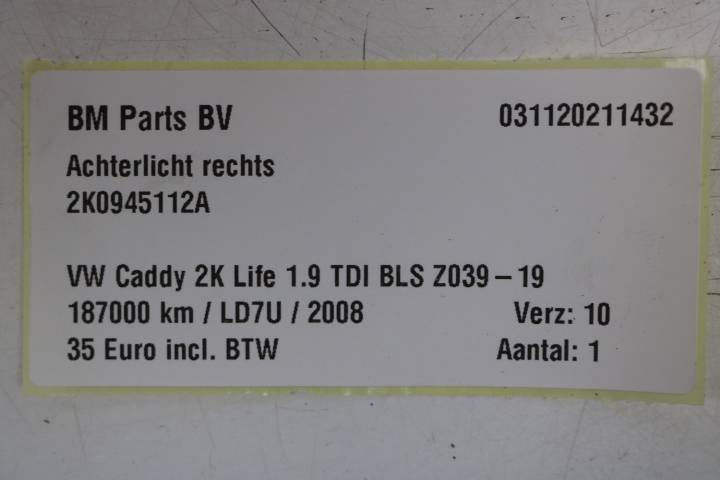 BM Parts BV 031120211432
Achterlicht rechts
2K0945112A
VW Caddy 2K Life 1.9 TDI BLS Z039 – 19
187000 km / LD7U / 2008 Verz: 10
35 Euro incl. BTW Aantal: 1